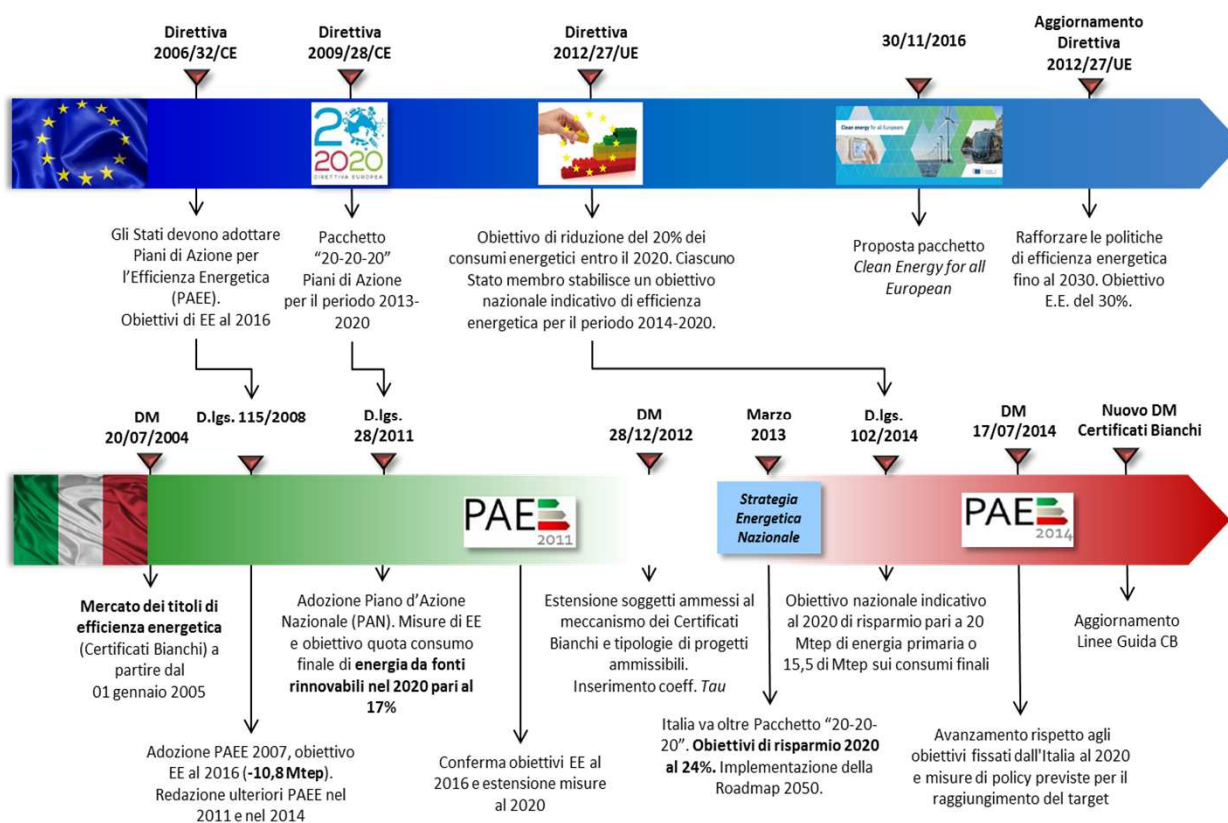 Direttiva
2006/32/CE
Direttiva
2009/28/CE
Direttiva
2012/27/UE
30/11/2016
Aggiornamento
Direttiva
2012/27/UE
20
2020
DIRETTIVA EUROPEA
Clean energy for all Europeans
Gli Stati devono adottare
Piani di Azione per
l'Efficienza Energetica
(PAEE).
Obiettivi di EE al 2016
Pacchetto
“20-20-20”
Piani di Azione
per il periodo 2013-
2020
Obiettivo di riduzione del 20% dei
consumi energetici entro il 2020. Ciascuno
Stato membro stabilisce un obiettivo
nazionale indicativo di efficienza
energetica per il periodo 2014-2020.
Proposta pacchetto
Clean Energy for all
European
Rafforzare le politiche
di efficienza energetica
fino al 2030. Obiettivo
E.E. del 30%.
DM
20/07/2004
D.lgs. 115/2008
D.lgs.
28/2011
DM
28/12/2012
Marzo
2013
D.lgs.
102/2014
DM
17/07/2014
Nuovo DM
Certificati Bianchi
PAEE
2011
Strategia
Energetica
Nazionale
PAEE
2014
Mercato dei titoli di
efficienza energetica
(Certificati Bianchi) a
partire dal
01 gennaio 2005
Adozione Piano d'Azione
Nazionale (PAN). Misure di EE
e obiettivo quota consumo
finale di energia da fonti
rinnovabili nel 2020 pari al
17%
Estensione soggetti ammessi al
meccanismo dei Certificati
Bianchi e tipologie di progetti
ammissibili.
Inserimento coeff. Tau
Obiettivo nazionale indicativo
al 2020 di risparmio pari a 20
Mtep di energia primaria o
15,5 di Mtep sui consumi finali
Aggiornamento
Linee Guida CB
Adozione PAEE 2007, obiettivo
EE al 2016 (-10,8 Mtep).
Redazione ulteriori PAEE nel
2011 e nel 2014
Conferma obiettivi EE al
2016 e estensione misure
al 2020
Italia va oltre Pacchetto “20-20-
20”. Obiettivi di risparmio 2020
al 24%. Implementazione della
Roadmap 2050.
Avanzamento rispetto agli
obiettivi fissati dall'Italia al 2020
e misure di policy previste per il
raggiungimento del target